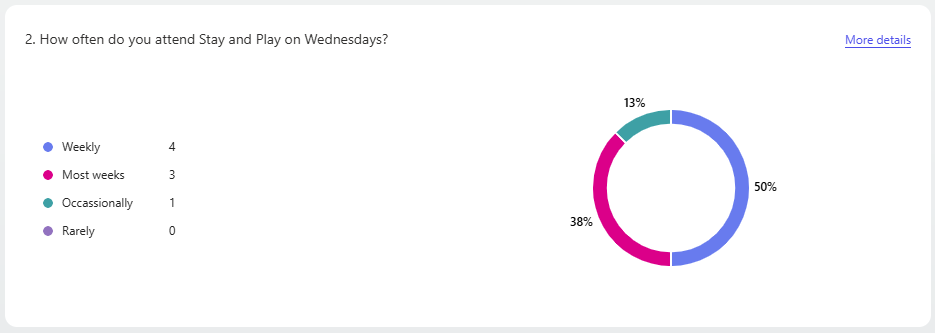 2. How often do you attend Stay and Play on Wednesdays?
More details
13%
Weekly 4
Most weeks 3
Occassionally 1
Rarely 0
50%
38%